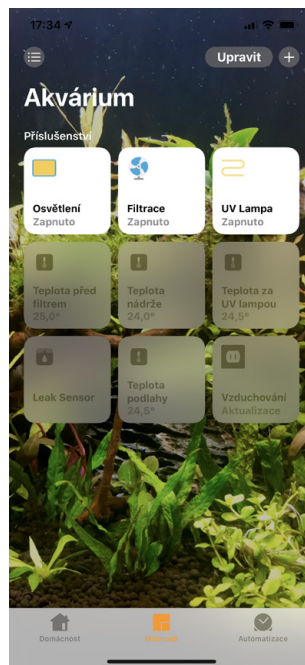 17:34
Upravit
Akvárium
Příslušenství
Osvětlení
Zapnuto
Filtrace
Zapnuto
UV Lampa
Zapnuto
Teplota před
filtrem
25,0°
Teplota
nádrže
24,0°
Teplota za
UV lampou
24,5°
Leak Sensor
Teplota
podlahy
24,5°
Vzduchování
Aktualizace
Domácnost
Místnosti
Automatizace